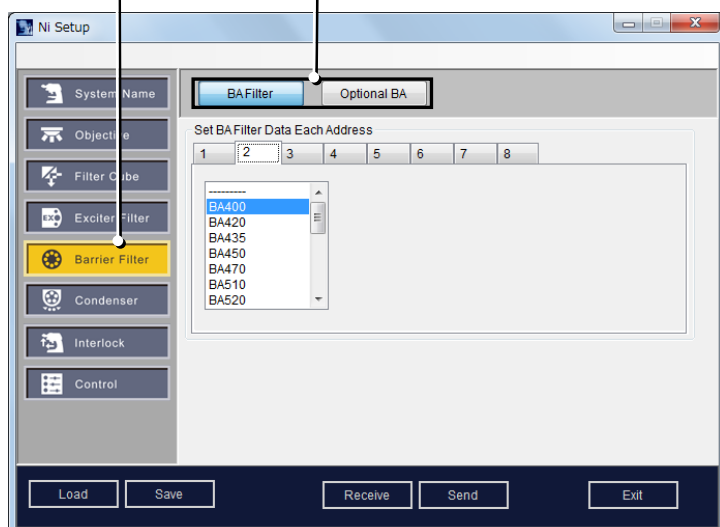 Ni Setup
System Name
Objective
Filter Cube
EXC
Exciter Filter
Barrier Filter
Condenser
Interlock
Control
BA Filter Optional BA
Set BA Filter Data Each Address
1 2 3 4 5 6 7 8
---------
BA400
BA420
BA435
BA450
BA470
BA510
BA520
Load Save Receive Send Exit